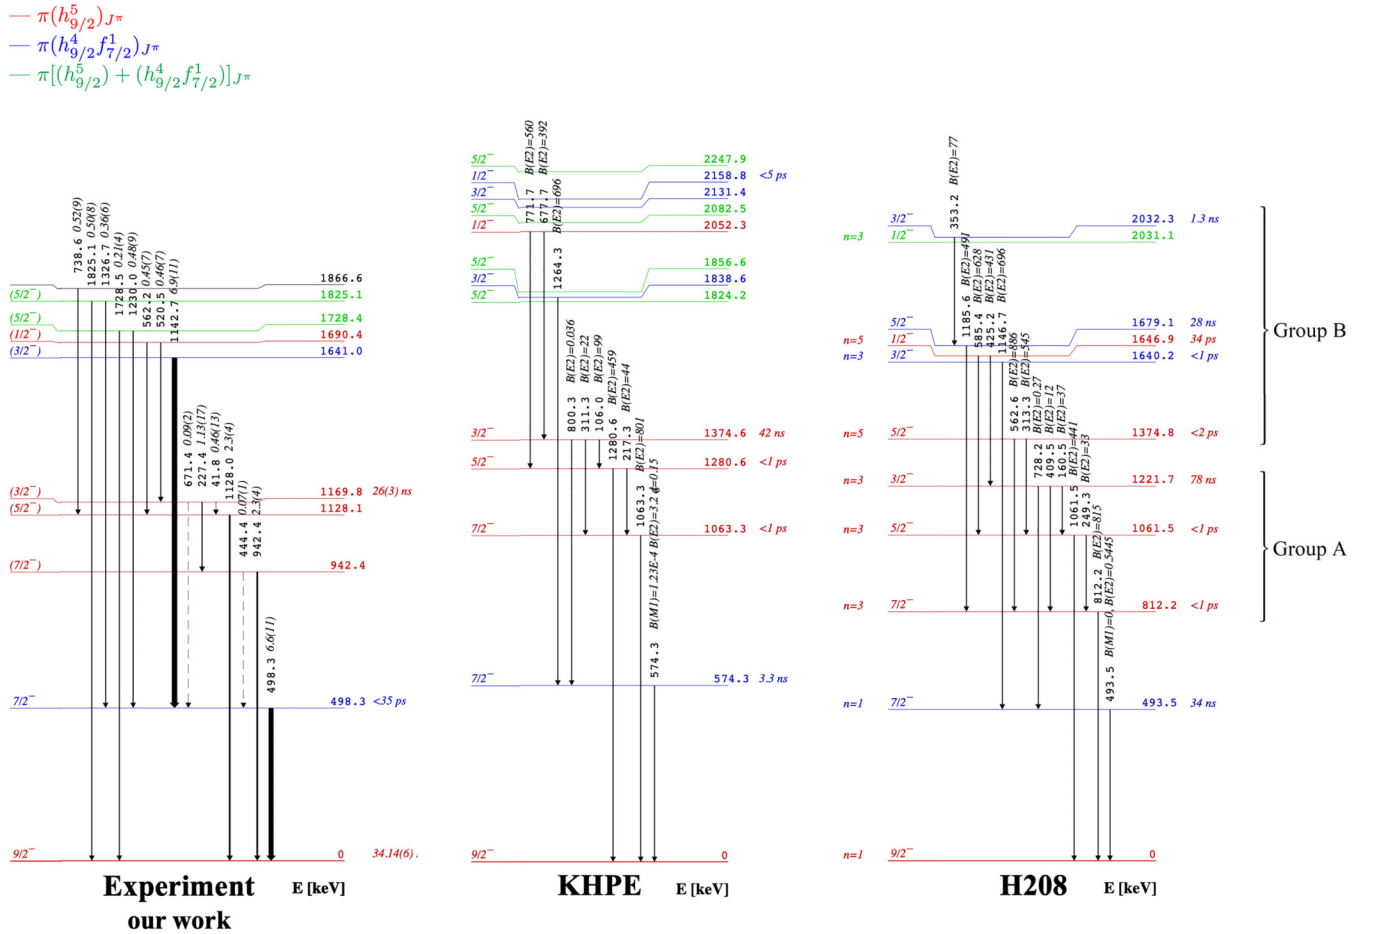 — π(h⁵9/2)Jπ
— π(h⁴9/2 f¹7/2)Jπ
— π[(h⁵9/2) + (h⁴9/2 f¹7/2)]Jπ
738.6 0.52(9)
1825.1 0.50(8)
1326.7 0.36(6)
1728.5 0.21(4)
1230.0 0.48(9)
562.2 0.45(7)
520.5 0.46(7)
1142.7 6.9(11)
671.4 0.09(2)
227.4 1.13(17)
41.8 0.46(13)
1128.0 2.3(4)
444.4 0.07(1)
942.4 2.3(4)
498.3 6.6(11)
1866.6
(5/2⁻) 1825.1
(5/2⁻) 1728.4
(1/2⁻) 1690.4
(3/2⁻) 1641.0
(3/2⁻) 1169.8 26(3) ns
(5/2⁻) 1128.1
(7/2⁻) 942.4
7/2⁻ 498.3 <35 ps
9/2⁻ 0 34.14(6) .
Experiment E [keV]
our work
771.7 B(E2)=560
677.7 B(E2)=392
1264.3 B(E2)=696
800.3 B(E2)=0.036
311.3 B(E2)=22
106.0 B(E2)=99
1280.6 B(E2)=459
217.3 B(E2)=44
1063.3 B(E2)=801
574.3 B(M1)=1.23E-4 B(E2)=3.2 =0.15
5/2⁻ 2247.9
1/2⁻ 2158.8 <5 ps
3/2⁻ 2131.4
5/2⁻ 2082.5
1/2⁻ 2052.3
5/2⁻ 1856.6
3/2⁻ 1838.6
5/2⁻ 1824.2
3/2⁻ 1374.6 42 ns
5/2⁻ 1280.6 <1 ps
7/2⁻ 1063.3 <1 ps
7/2⁻ 574.3 3.3 ns
9/2⁻ 0
KHPE E [keV]
353.2 B(E2)=77
1185.6 B(E2)=491
585.4 B(E2)=628
425.2 B(E2)=431
1146.7 B(E2)=696
562.6 B(E2)=886
313.3 B(E2)=545
728.2 B(E2)=0.27
409.5 B(E2)=12
160.5 B(E2)=37
1061.5 B(E2)=441
249.3 B(E2)=33
812.2 B(E2)=815
493.5 B(M1)=0, B(E2)=0.5445
3/2⁻ 2032.3 1.3 ns
n=3 1/2⁻ 2031.1
5/2⁻ 1679.1 28 ns
n=5 1/2⁻ 1646.9 34 ps
n=3 3/2⁻ 1640.2 <1 ps
n=5 5/2⁻ 1374.8 <2 ps
n=3 3/2⁻ 1221.7 78 ns
n=3 5/2⁻ 1061.5 <1 ps
n=3 7/2⁻ 812.2 <1 ps
n=1 7/2⁻ 493.5 34 ns
n=1 9/2⁻ 0
H208 E [keV]
Group B
Group A